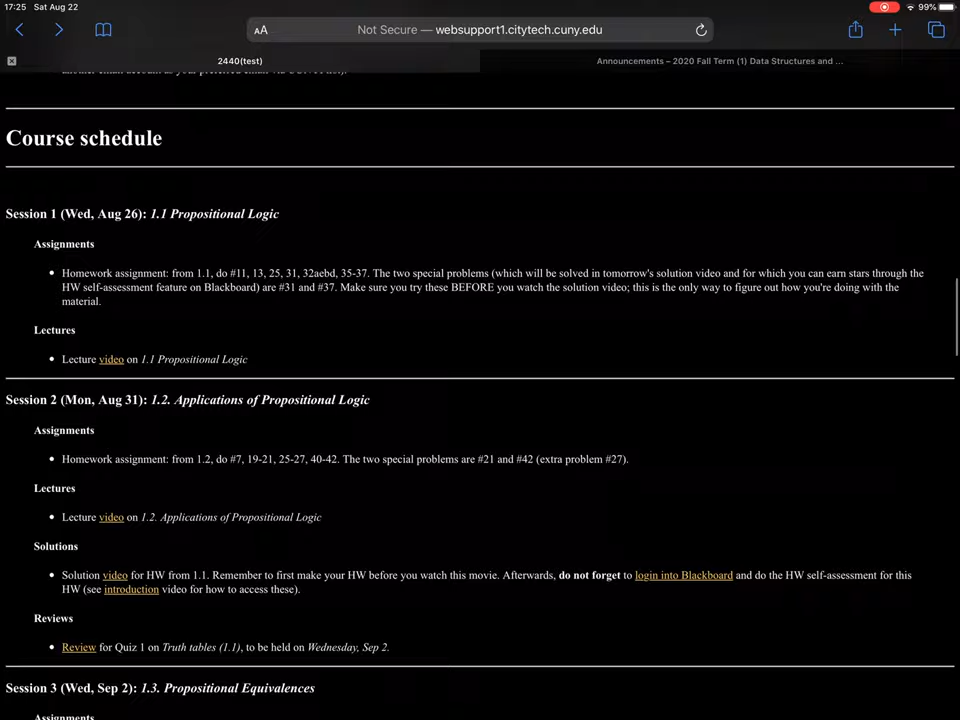 17:25 Sat Aug 22
99%
AA
Not Secure — websupport1.citytech.cuny.edu
2440(test)
Announcements – 2020 Fall Term (1) Data Structures and ...
another email account as your preferred email via
Course schedule
Session 1 (Wed, Aug 26): 1.1 Propositional Logic
Assignments
• Homework assignment: from 1.1, do #11, 13, 25, 31, 32aebd, 35-37. The two special problems (which will be solved in tomorrow's solution video and for which you can earn stars through the
HW self-assessment feature on Blackboard) are #31 and #37. Make sure you try these BEFORE you watch the solution video; this is the only way to figure out how you're doing with the
material.
Lectures
• Lecture video on 1.1 Propositional Logic
Session 2 (Mon, Aug 31): 1.2. Applications of Propositional Logic
Assignments
• Homework assignment: from 1.2, do #7, 19-21, 25-27, 40-42. The two special problems are #21 and #42 (extra problem #27).
Lectures
• Lecture video on 1.2. Applications of Propositional Logic
Solutions
• Solution video for HW from 1.1. Remember to first make your HW before you watch this movie. Afterwards, do not forget to login into Blackboard and do the HW self-assessment for this
HW (see introduction video for how to access these).
Reviews
• Review for Quiz 1 on Truth tables (1.1), to be held on Wednesday, Sep 2.
Session 3 (Wed, Sep 2): 1.3. Propositional Equivalences
Assignments